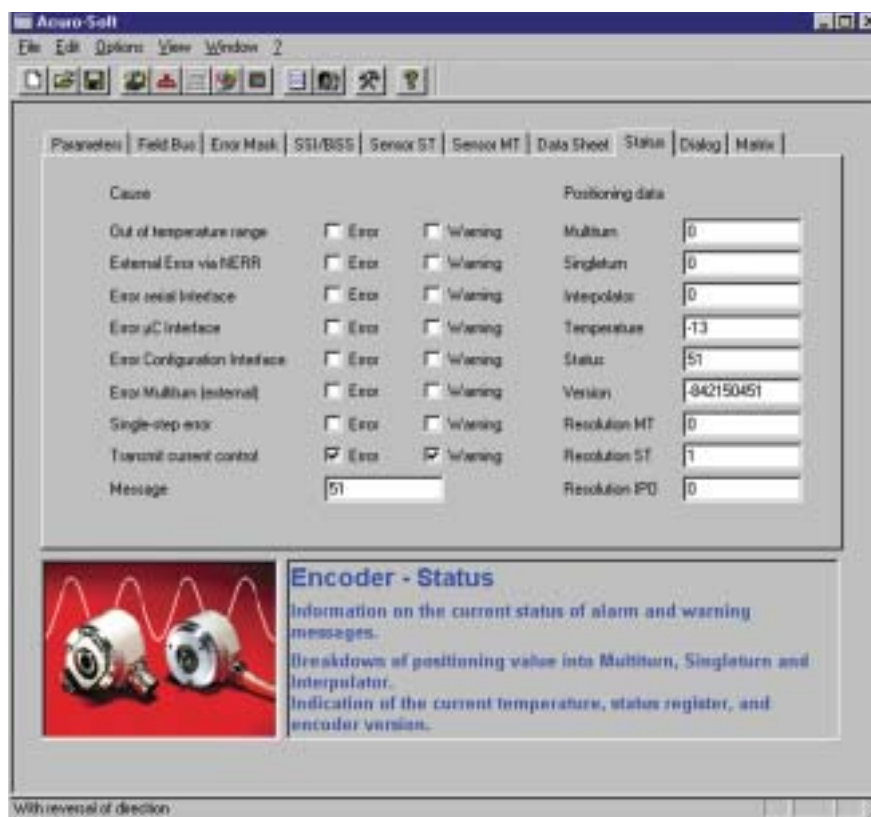 Acuro-Soft
File Edit Options View Window ?
Parameters Field Bus Error Mask SSI/BISS Sensor ST Sensor MT Data Sheet Status Dialog Matrix
Cause Positioning data
Out of temperature range Error Warning Multiturn 0
External Error via NERR Error Warning Singleturn 0
Error serial Interface Error Warning Interpolator 0
Error µC Interface Error Warning Temperature -13
Error Configuration Interface Error Warning Status 51
Error Multiturn (external) Error Warning Version -842150451
Single-step error Error Warning Resolution MT 0
Transmit current control Error Warning Resolution ST 1
Message 51 Resolution IPO 0
Encoder - Status
Information on the current status of alarm and warning
messages.
Breakdown of positioning value into Multiturn, Singleturn and
Interpolator.
Indication of the current temperature, status register, and
encoder version.
With reversal of direction